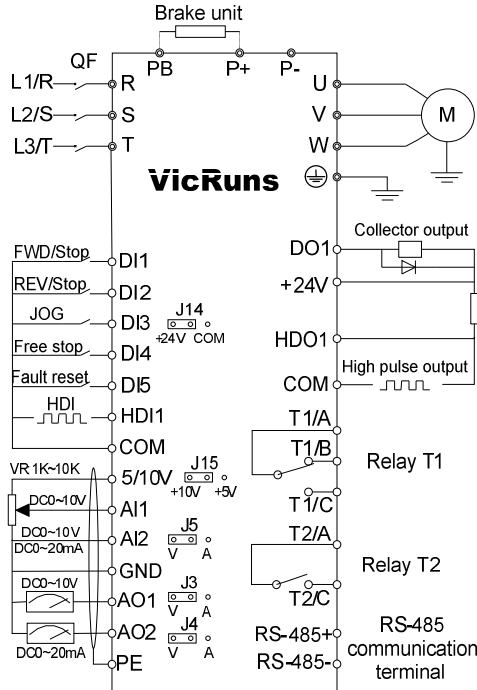 Brake unit
QF
PB
P+
P-
L1/R
R
U
L2/S
S
V
M
L3/T
T
W
VicRuns
Collector output
FWD/Stop
DI1
DO1
REV/Stop
DI2
+24V
JOG
DI3
J14
+24V COM
HDO1
Free stop
DI4
High pulse output
Fault reset
DI5
COM
HDI
HDI1
T1/A
COM
T1/B
Relay T1
VR 1K~10K
5/10V
J15
+10V +5V
T1/C
DC0~10V
AI1
T2/A
DC0~10V
DC0~20mA
AI2
J5
V A
Relay T2
GND
DC0~10V
AO1
J3
V A
T2/C
AO2
J4
V A
DC0~20mA
RS-485+
RS-485
communication
terminal
PE
RS-485-